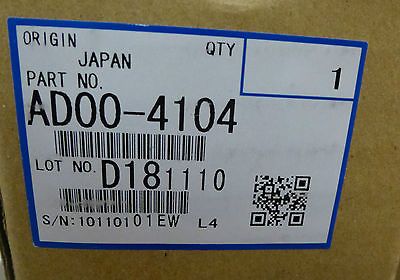 ORIGIN QTY
JAPAN 1
PART NO.
AD00-4104
LOT NO. D181110
S/N:10110101EW L4